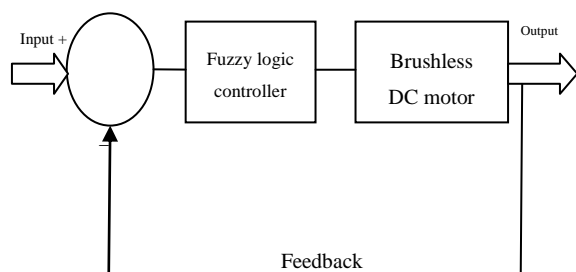 Input +
Output
Fuzzy logic
controller
Brushless
DC motor
–
Feedback